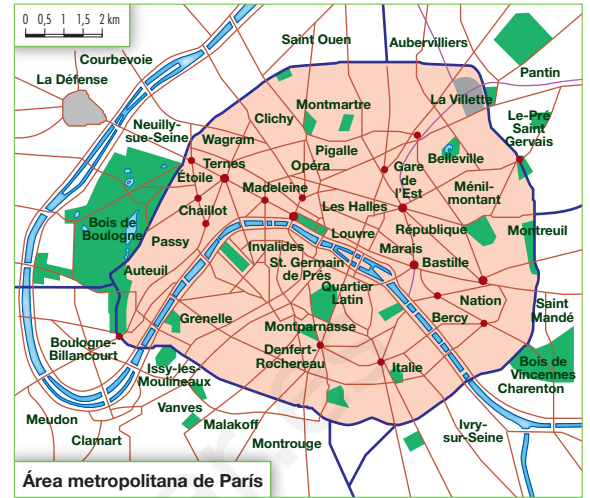 0 0,5 1 1,5 2 km
Saint Ouen
Aubervilliers
Courbevoie
La Défense
Pantin
Montmartre
La Villette
Neuilly-
sur-Seine
Clichy
Le-Pré
Saint
Gervais
Wagram
Pigalle
Belleville
Ternes
Opéra
Gare
de
l'Est
Étoile
Madeleine
Ménil-
montant
Chaillot
Les Halles
Bois de
Boulogne
Louvre
République
Montreuil
Passy
Invalides
Marais
Auteuil
St. Germain
de Prés
Bastille
Quartier
Latin
Nation
Saint
Mandé
Grenelle
Bercy
Montparnasse
Boulogne-
Billancourt
Denfert-
Rochereau
Issy-les-
Moulineaux
Italie
Bois de
Vincennes
Charenton
Vanves
Meudon
Malakoff
Ivry-
sur-Seine
Clamart
Montrouge
Área metropolitana de París